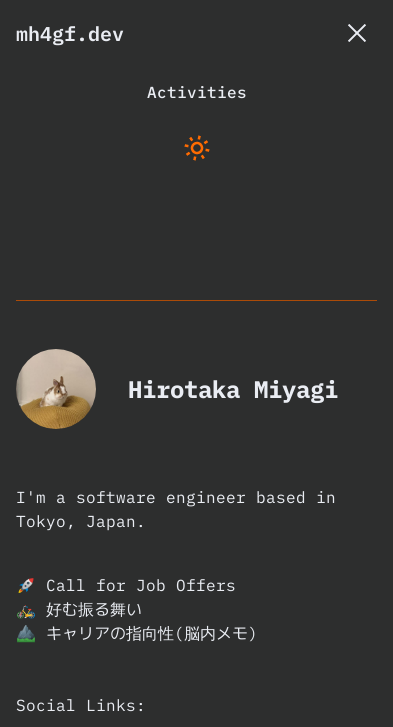 mh4gf.dev
Activities
Hirotaka Miyagi
I'm a software engineer based in
Tokyo, Japan.
🚀 Call for Job Offers
🚲 好む振る舞い
⛰️ キャリアの指向性(脳内メモ)
Social Links: